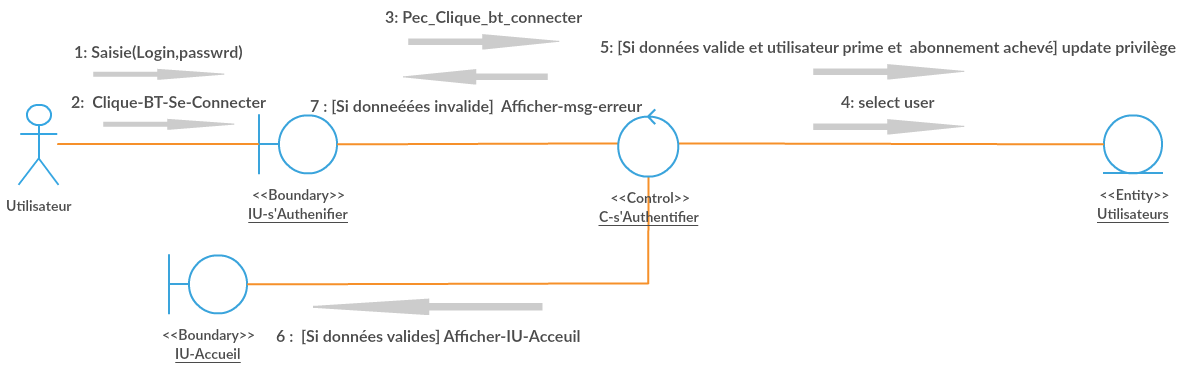 3: Pec_Clique_bt_connecter
1: Saisie(Login,passwrd)
5: [Si données valide et utilisateur prime et abonnement achevé] update privilège
2: Clique-BT-Se-Connecter
7 : [Si donneéées invalide] Afficher-msg-erreur
4: select user
Utilisateur
<<Boundary>>
IU-s'Authenifier
<<Control>>
C-s'Authentifier
<<Entity>>
Utilisateurs
<<Boundary>>
IU-Accueil
6 : [Si données valides] Afficher-IU-Acceuil